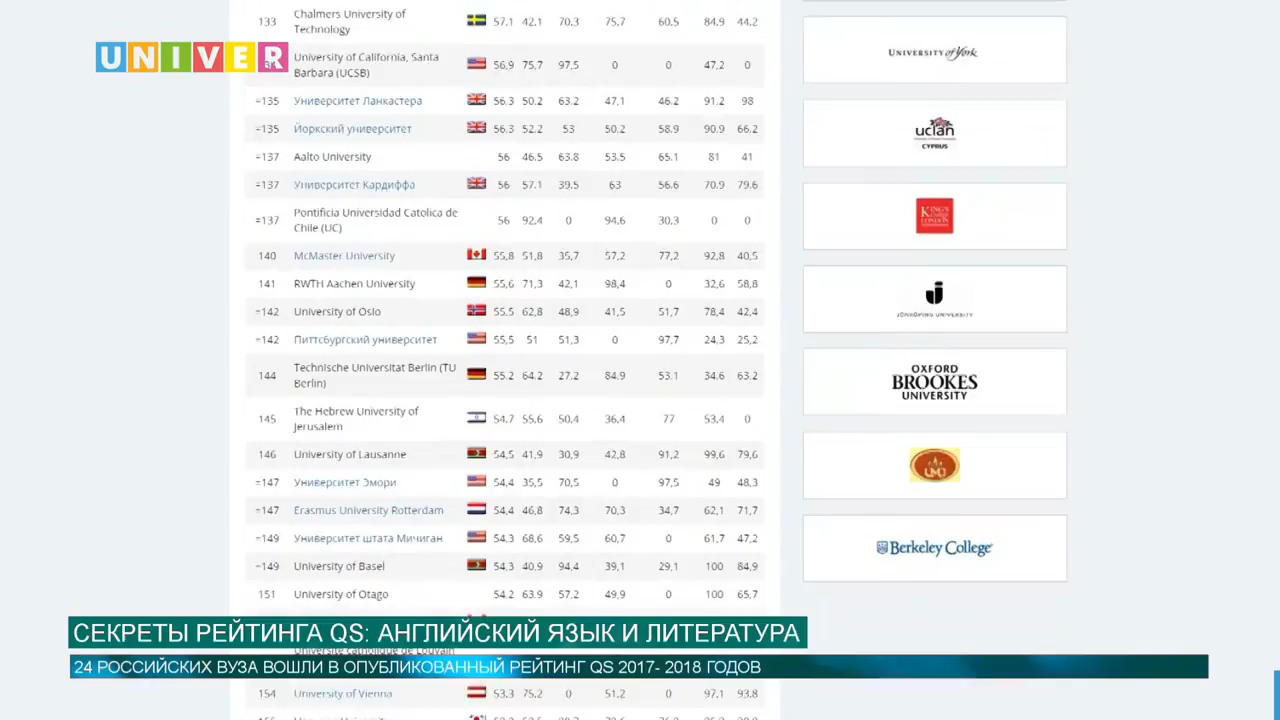 133 Chalmers University of Technology 57,1 42,1 70,3 75,7 60,5 84,9 44,2
UNIVER
University of California, Santa Barbara (UCSB) 56,9 75,7 97,5 0 0 47,2 0
=135 Университет Ланкастера 56,3 50,2 63,2 47,1 46,2 91,2 98
=135 Йоркский университет 56,3 52,2 53 50,2 58,9 90,9 66,2
=137 Aalto University 56 46,5 63,8 53,5 65,1 81 41
=137 Университет Кардиффа 56 57,1 39,5 63 56,6 70,9 79,6
=137 Pontificia Universidad Catolica de Chile (UC) 56 92,4 0 94,6 30,3 0 0
140 McMaster University 55,8 51,8 35,7 57,2 77,2 92,8 40,5
141 RWTH Aachen University 55,6 71,3 42,1 98,4 0 32,6 58,8
=142 University of Oslo 55,5 62,8 48,9 41,5 51,7 78,4 42,4
=142 Питтсбургский университет 55,5 51 51,3 0 97,7 24,3 25,2
144 Technische Universitat Berlin (TU Berlin) 55,2 64,2 27,2 84,9 53,1 34,6 63,2
145 The Hebrew University of Jerusalem 54,7 55,6 50,4 36,4 77 53,4 0
146 University of Lausanne 54,5 41,9 30,9 42,8 91,2 99,6 79,6
=147 Университет Эмори 54,4 35,5 70,5 0 97,5 49 48,3
=147 Erasmus University Rotterdam 54,4 46,8 74,3 70,3 34,7 62,1 71,7
=149 Университет штата Мичиган 54,3 68,6 59,5 60,7 0 61,7 47,2
=149 University of Basel 54,3 40,9 94,4 39,1 29,1 100 84,9
151 University of Otago 54,2 63,9 57,2 49,9 0 100 65,7
Université Catholique de Louvain
154 University of Vienna 53,3 75,2 0 51,2 0 97,1 93,8
UNIVERSITY of York
uclan
CYPRUS
KING'S
College
LONDON
JÖNKÖPING UNIVERSITY
OXFORD
BROOKES
UNIVERSITY
UMU
Berkeley College
СЕКРЕТЫ РЕЙТИНГА QS: АНГЛИЙСКИЙ ЯЗЫК И ЛИТЕРАТУРА
24 РОССИЙСКИХ ВУЗА ВОШЛИ В ОПУБЛИКОВАННЫЙ РЕЙТИНГ QS 2017- 2018 ГОДОВ